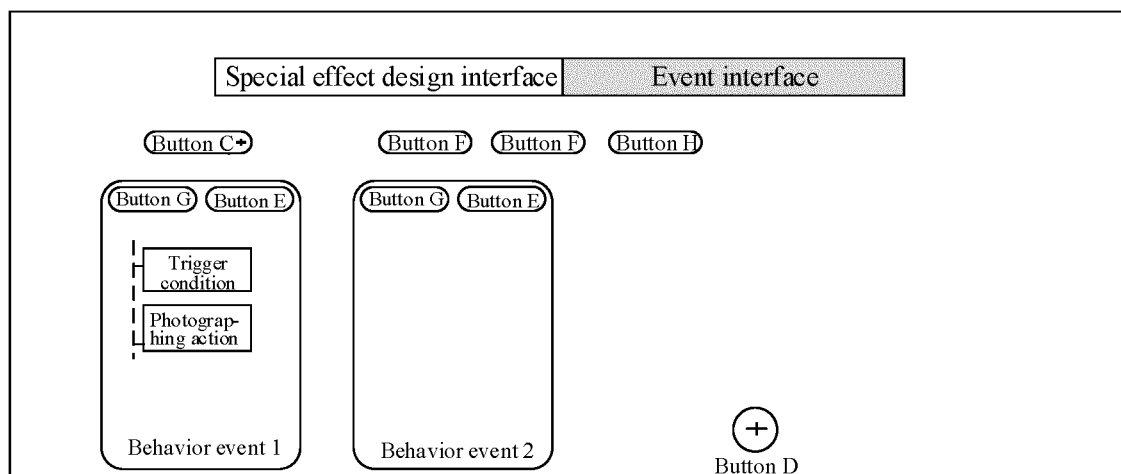 Special effect design interface Event interface
Button C+ Button F Button F Button H
Button G Button E Button G Button E
Trigger
condition
Photograp-
hing action
Behavior event 1 Behavior event 2
+
Button D